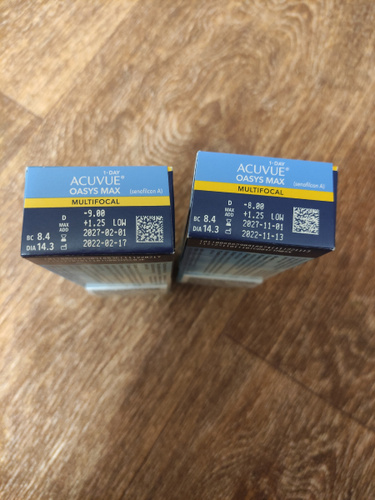 1-DAY
ACUVUE®
OASYS MAX (senofilcon A)
MULTIFOCAL
D -9.00
MAX ADD +1.25 LOW
BC 8.4 2027-02-01
DIA 14.3 2022-02-17
1-DAY
ACUVUE®
OASYS MAX (senofilcon A)
MULTIFOCAL
D -8.00
MAX ADD +1.25 LOW
BC 8.4 2027-11-01
DIA 14.3 2022-11-13